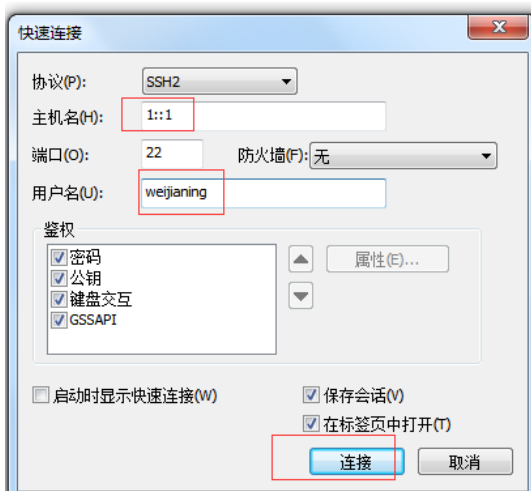 快速连接
协议(P): SSH2
主机名(H): 1::1
端口(O): 22 防火墙(F): 无
用户名(U): weijianing
鉴权
密码
公钥
属性(E)...
键盘交互
GSSAPI
启动时显示快速连接(W) 保存会话(V)
在标签页中打开(T)
连接 取消